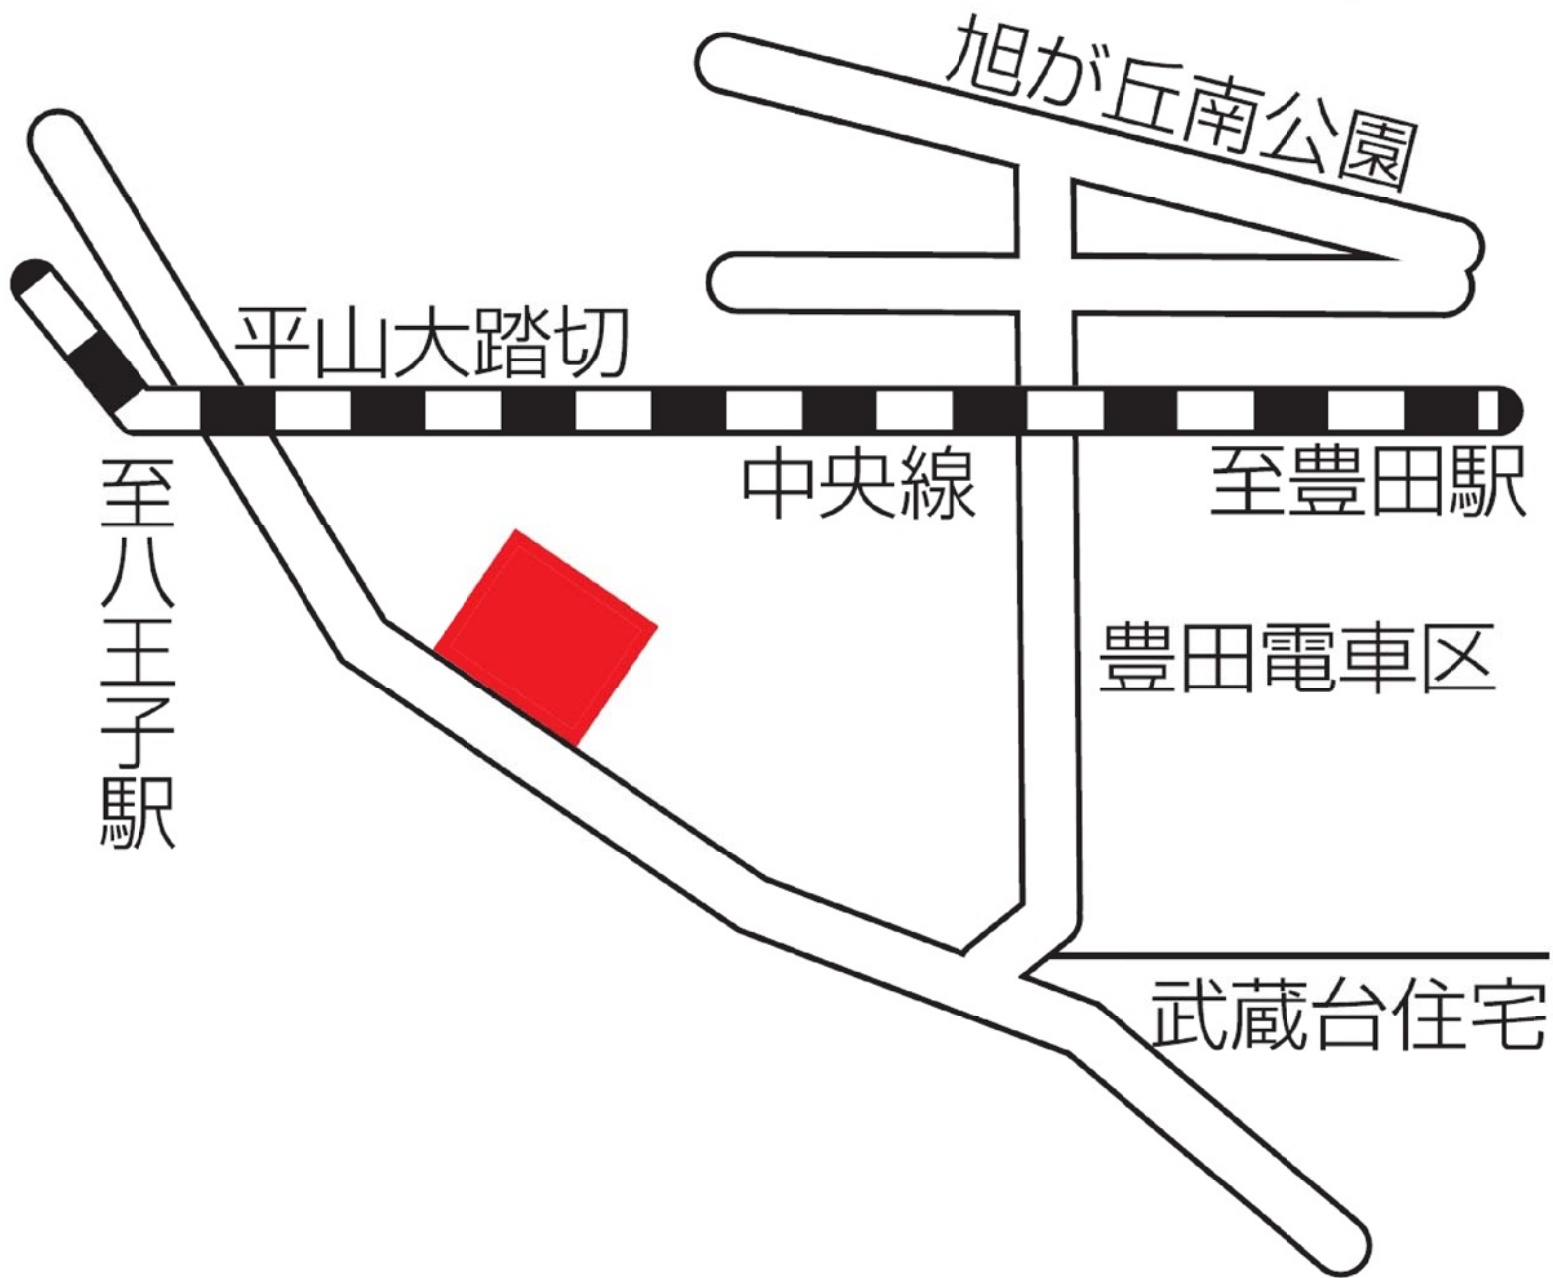 旭が丘南公園
平山大踏切
中央線
至豊田駅
至八王子駅
豊田電車区
武蔵台住宅